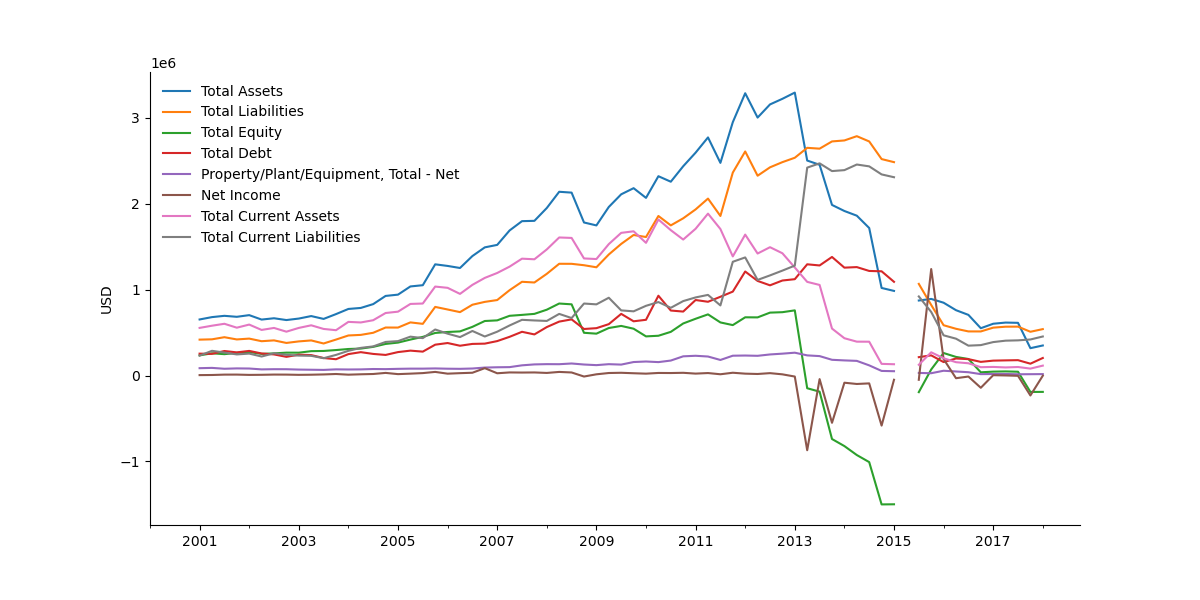 1e6
Total Assets
Total Liabilities
Total Equity
Total Debt
Property/Plant/Equipment, Total - Net
Net Income
Total Current Assets
Total Current Liabilities
USD
3
2
1
0
−1
2001 2003 2005 2007 2009 2011 2013 2015 2017